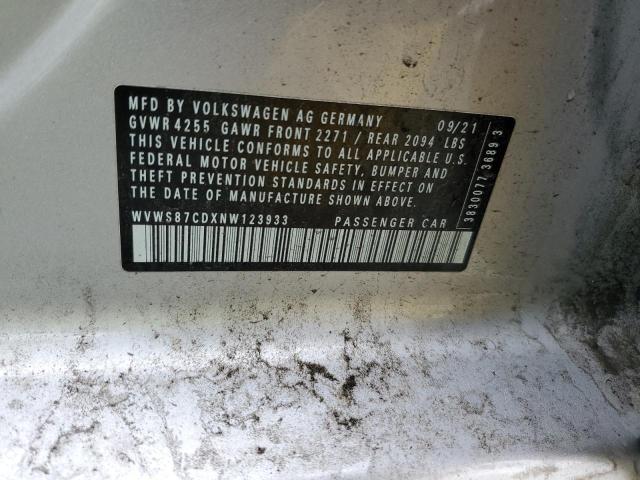 MFD BY VOLKSWAGEN AG GERMANY 09/21
GVWR 4255 GAWR FRONT 2271 / REAR 2094 LBS
THIS VEHICLE CONFORMS TO ALL APPLICABLE U.S.
FEDERAL MOTOR VEHICLE SAFETY, BUMPER AND
THEFT PREVENTION STANDARDS IN EFFECT ON
THE DATE OF MANUFACTURE SHOWN ABOVE.
WVWS87CDXNW123933 PASSENGER CAR
3830077 3689 3